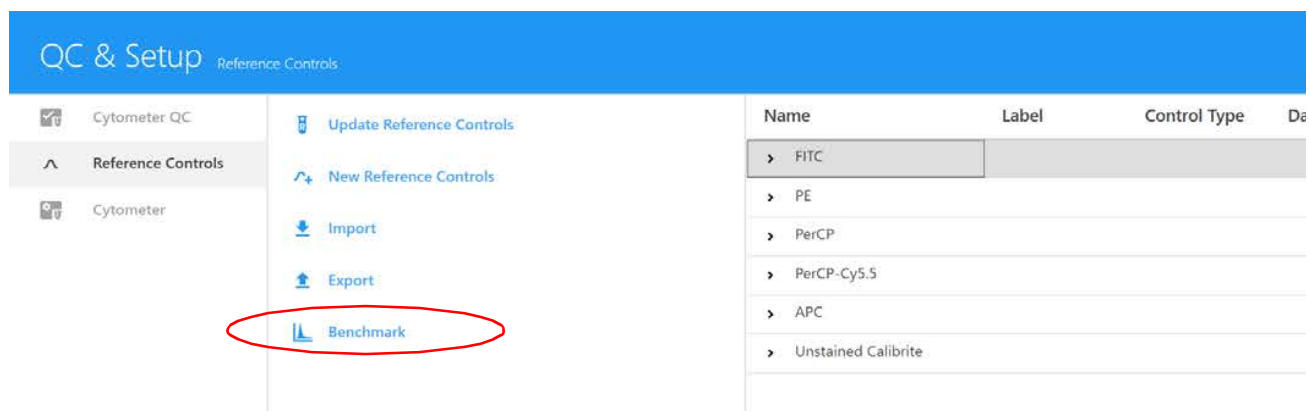 QC & Setup Reference Controls
Cytometer QC
Reference Controls
Cytometer
Update Reference Controls
New Reference Controls
Import
Export
Benchmark
Name Label Control Type Da
FITC
PE
PerCP
PerCP-Cy5.5
APC
Unstained Calibrite